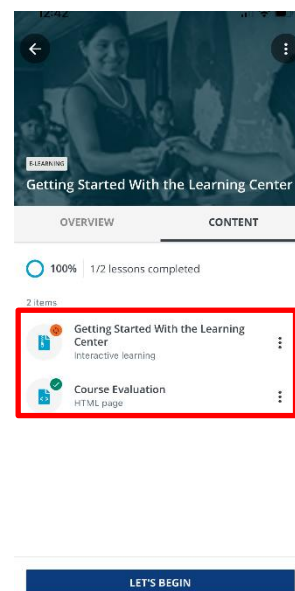 12:42
E-LEARNING
Getting Started With the Learning Center
OVERVIEW CONTENT
100% 1/2 lessons completed
2 items
Getting Started With the Learning
Center
Interactive learning
Course Evaluation
HTML page
LET'S BEGIN